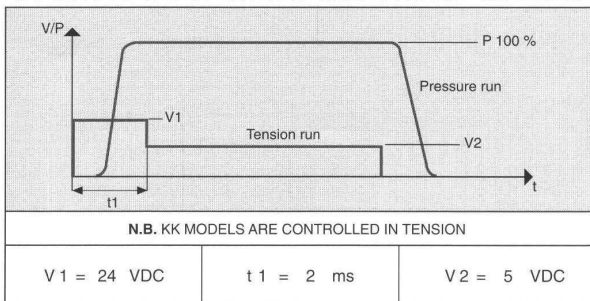 V/P
P 100 %
Pressure run
V1
Tension run
V2
t1
t
N.B. KK MODELS ARE CONTROLLED IN TENSION
V 1 = 24 VDC
t 1 = 2 ms
V 2 = 5 VDC